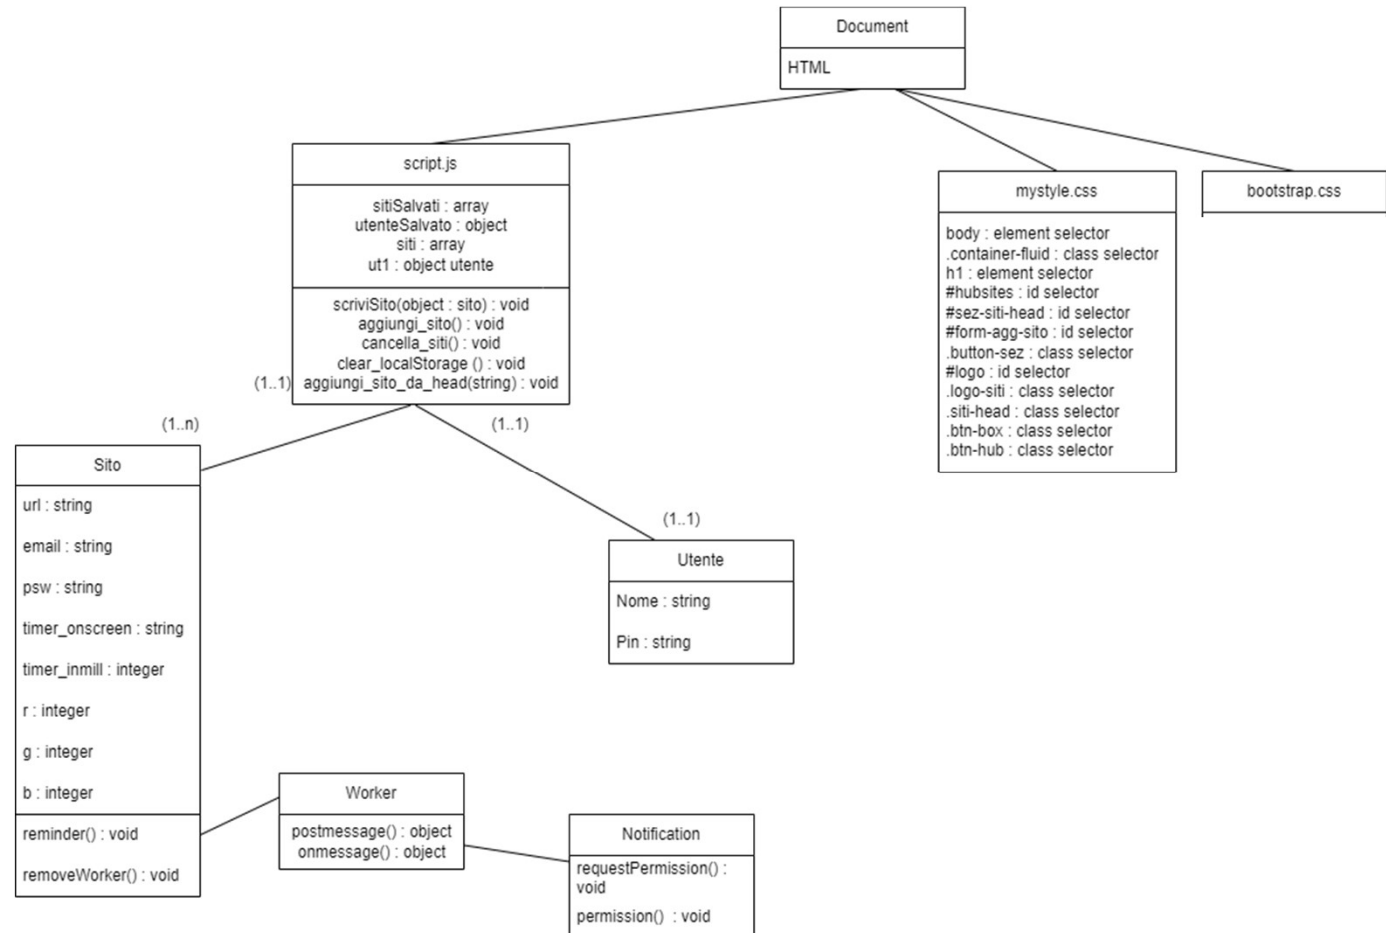 Document
HTML
script.js
sitiSalvati : array
utenteSalvato : object
siti : array
ut1 : object utente
scriviSito(object : sito) : void
aggiungi_sito() : void
cancella_siti() : void
clear_localStorage () : void
aggiungi_sito_da_head(string) : void
mystyle.css
body : element selector
.container-fluid : class selector
h1 : element selector
#hubsites : id selector
#sez-siti-head : id selector
#form-agg-sito : id selector
.button-sez : class selector
#logo : id selector
.logo-siti : class selector
.siti-head : class selector
.btn-box : class selector
.btn-hub : class selector
bootstrap.css
(1..1)
(1..n)
(1..1)
(1..1)
Sito
url : string
email : string
psw : string
timer_onscreen : string
timer_inmill : integer
r : integer
g : integer
b : integer
reminder() : void
removeWorker() : void
Utente
Nome : string
Pin : string
Worker
postmessage() : object
onmessage() : object
Notification
requestPermission() :
void
permission() : void